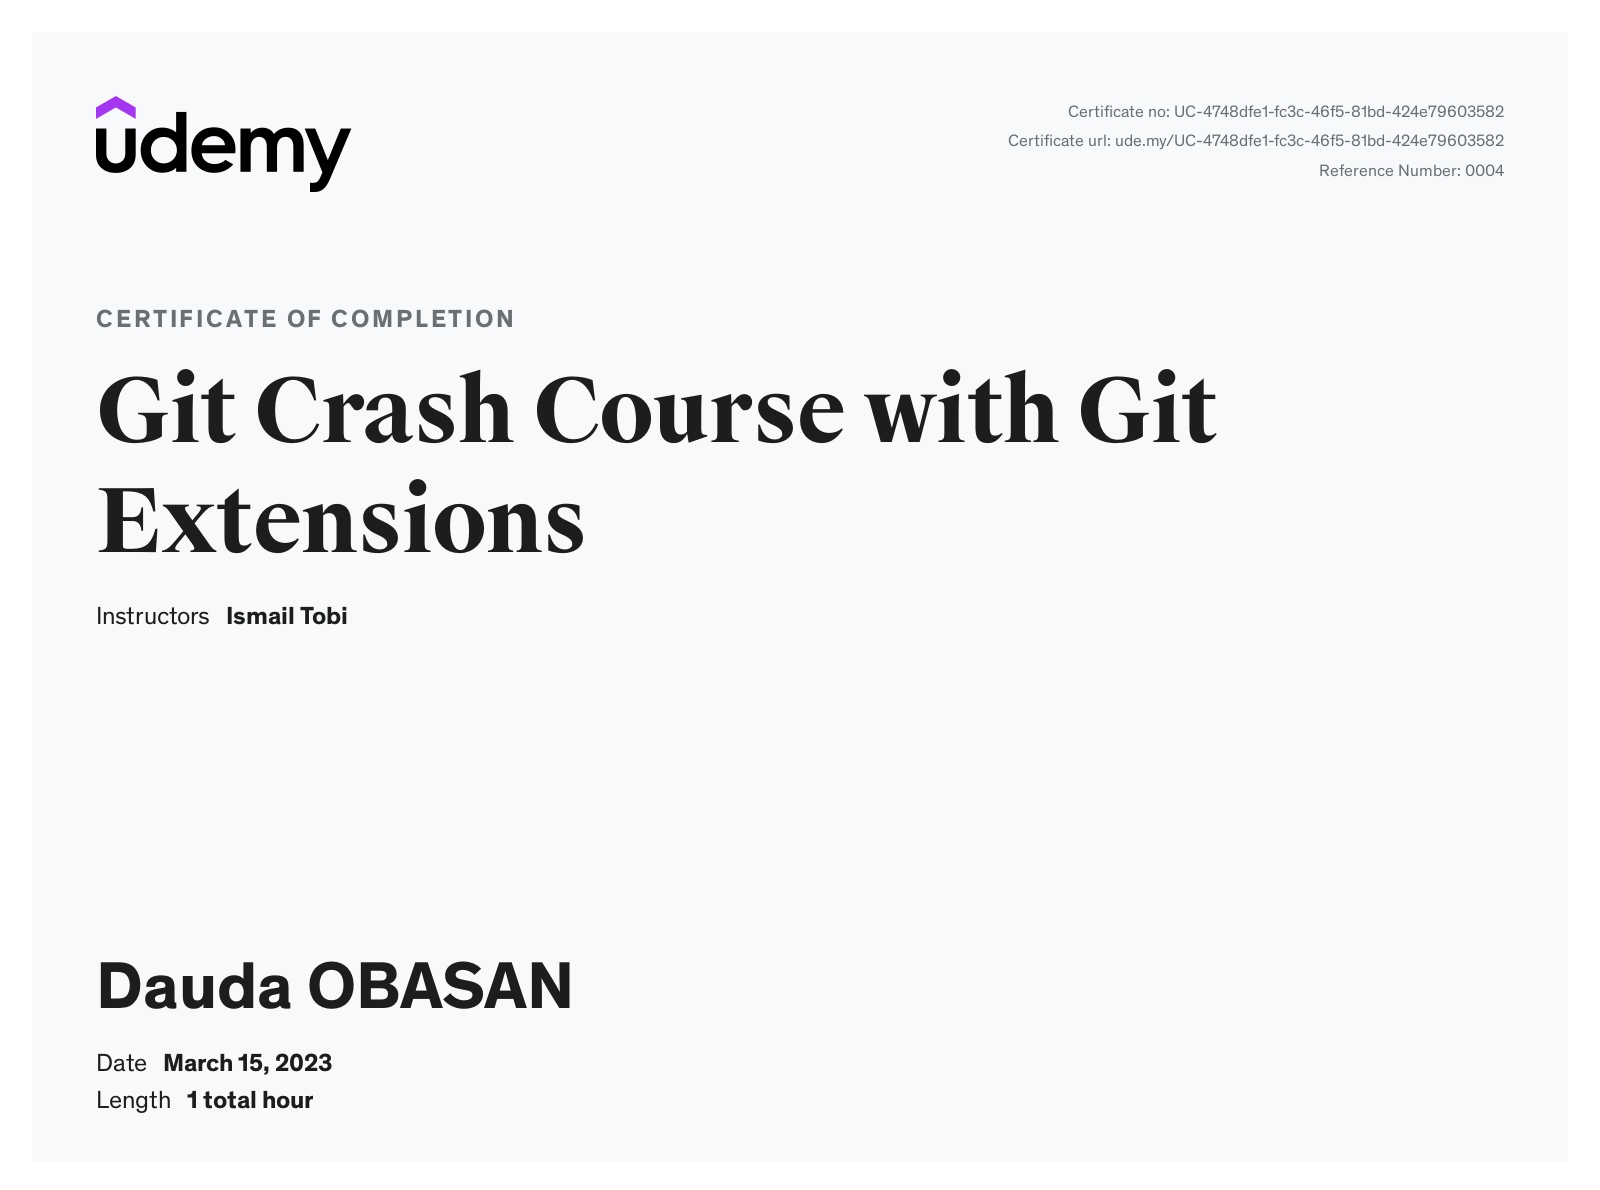 udemy
Certificate no: UC-4748dfe1-fc3c-46f5-81bd-424e79603582
Certificate url: ude.my/UC-4748dfe1-fc3c-46f5-81bd-424e79603582
Reference Number: 0004
CERTIFICATE OF COMPLETION
Git Crash Course with Git
Extensions
Instructors Ismail Tobi
Dauda OBASAN
Date March 15, 2023
Length 1 total hour